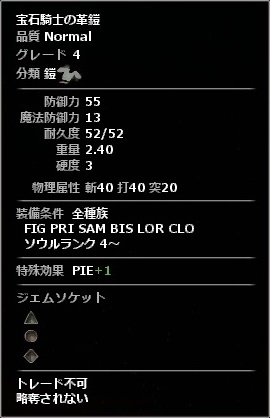 宝石騎士の革鎧
品質 Normal
グレード 4
分類 鎧
防御力 55
魔法防御力 13
耐久度 52/52
重量 2.40
硬度 3
物理属性 斬40 打40 突20
装備条件 全種族
FIG PRI SAM BIS LOR CLO
ソウルランク 4～
特殊効果 PIE+1
ジェムソケット
トレード不可
略奪されない